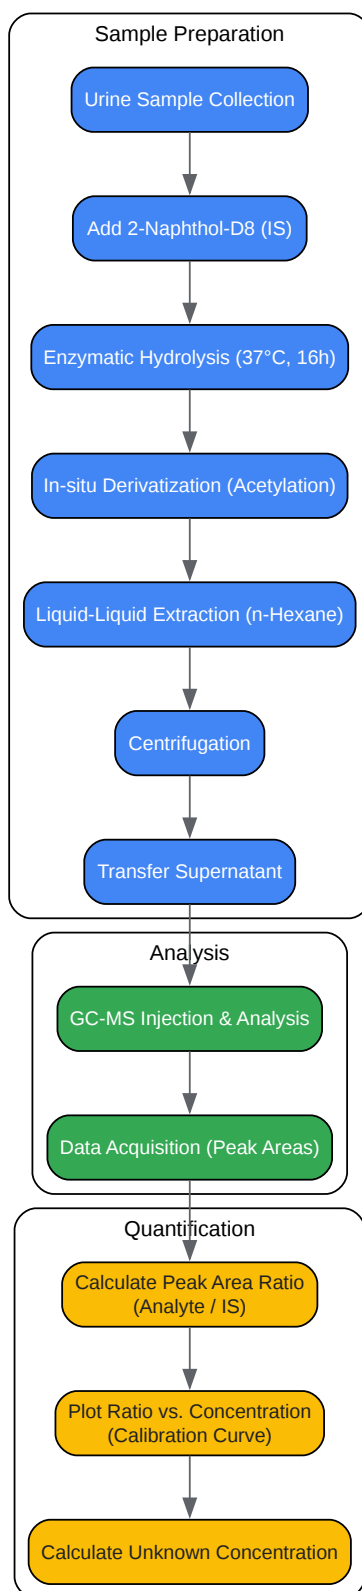 Sample Preparation
Urine Sample Collection
Add 2-Naphthol-D8 (IS)
Enzymatic Hydrolysis (37°C, 16h)
In-situ Derivatization (Acetylation)
Liquid-Liquid Extraction (n-Hexane)
Centrifugation
Transfer Supernatant
Analysis
GC-MS Injection & Analysis
Data Acquisition (Peak Areas)
Quantification
Calculate Peak Area Ratio
(Analyte / IS)
Plot Ratio vs. Concentration
(Calibration Curve)
Calculate Unknown Concentration